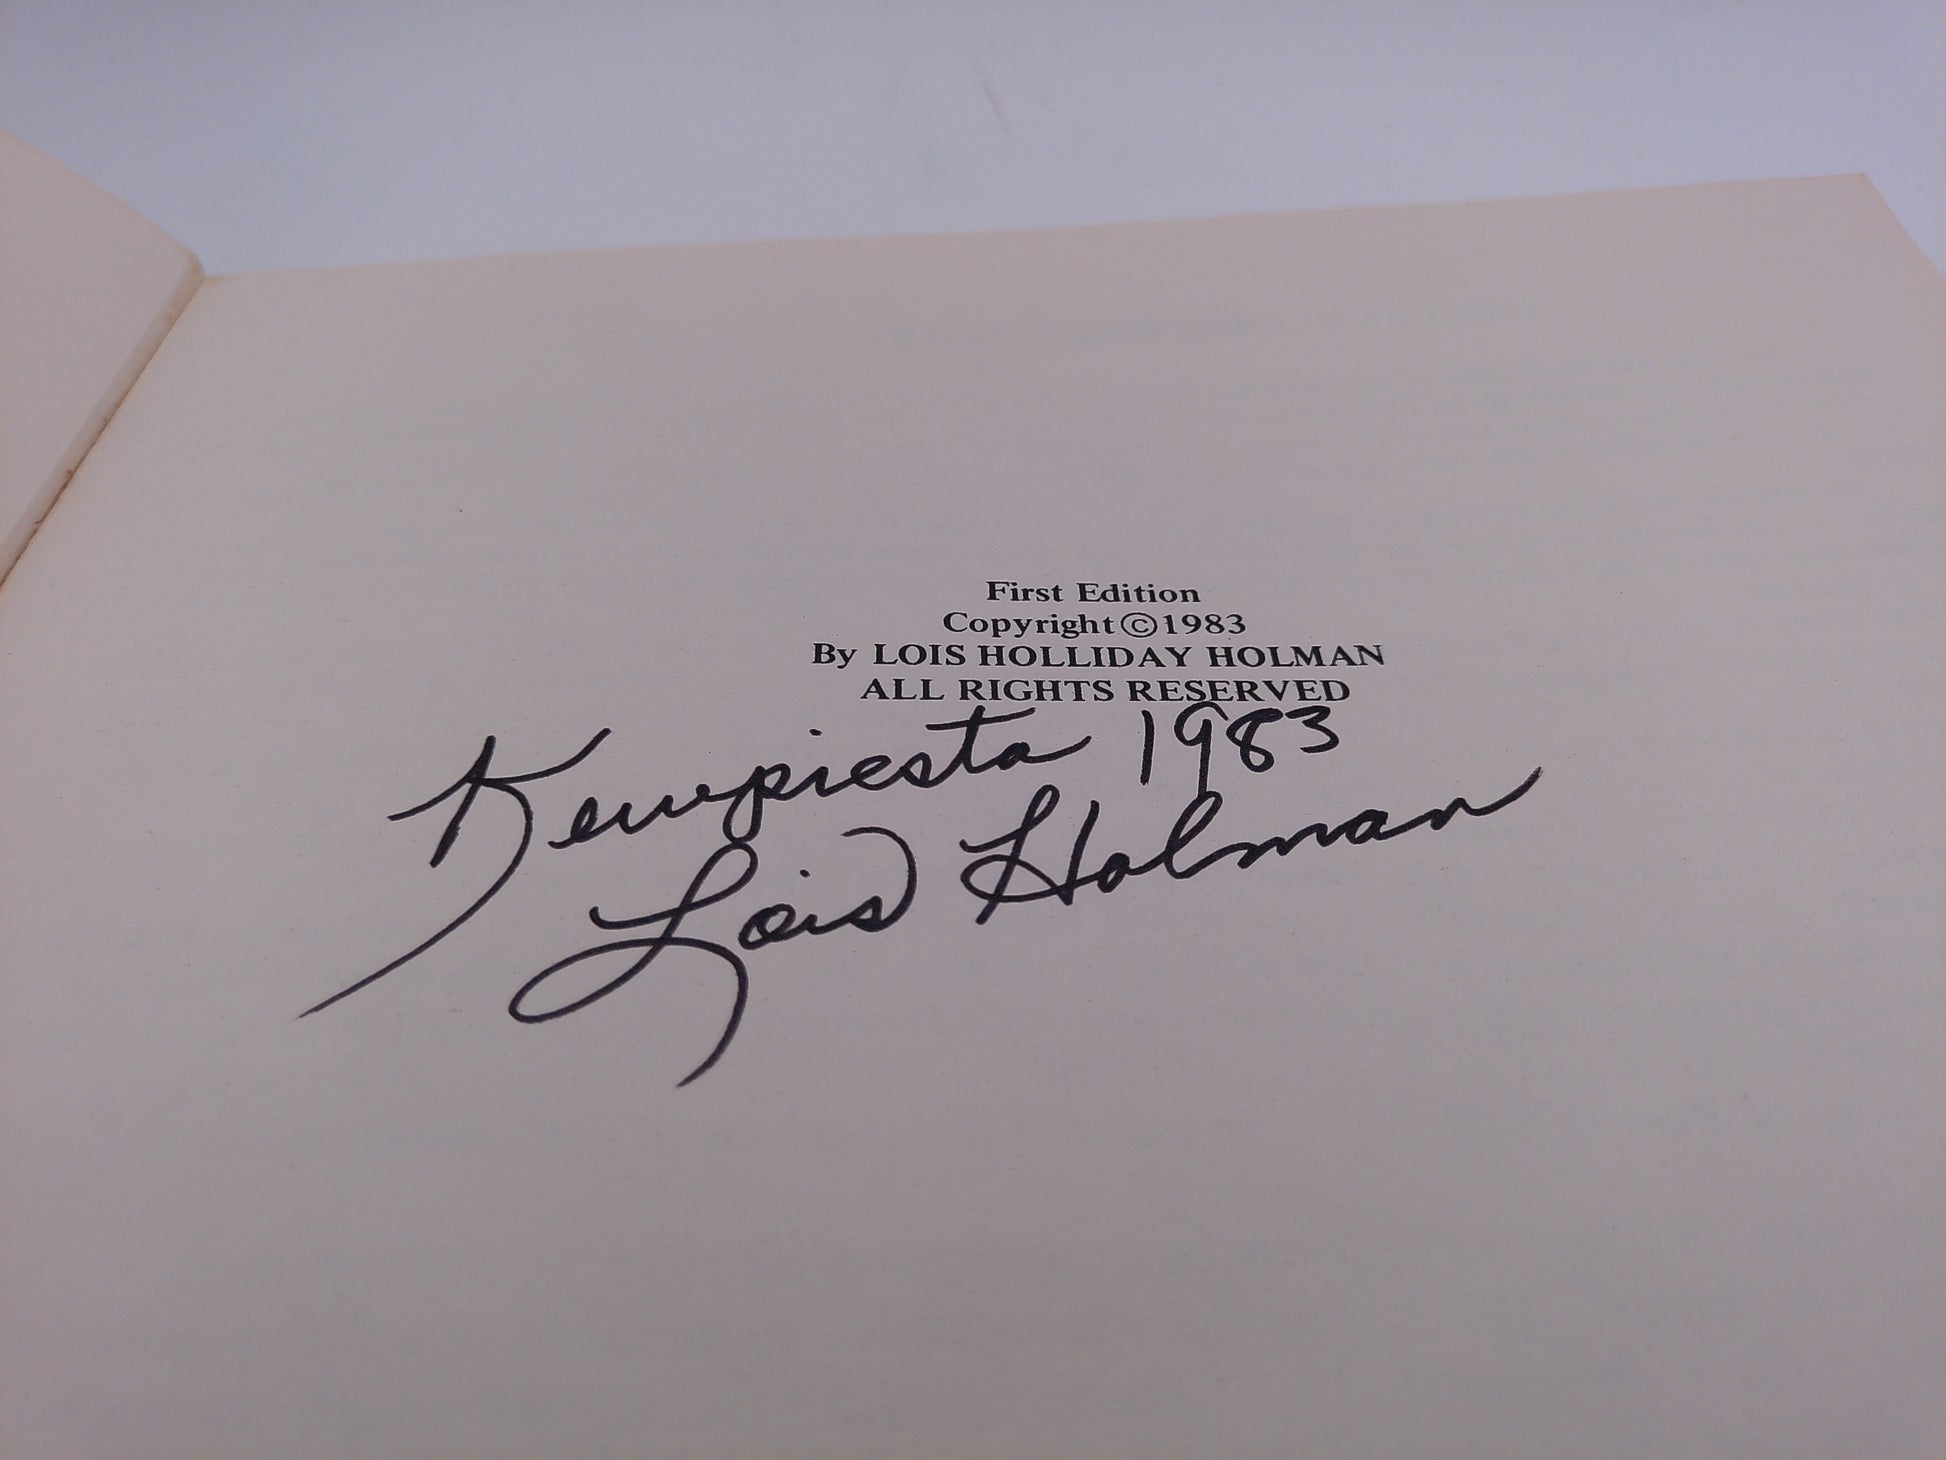 First Edition
Copyright © 1983
By LOIS HOLLIDAY HOLMAN
ALL RIGHTS RESERVED
Kewpiesta 1983
Lois Holman